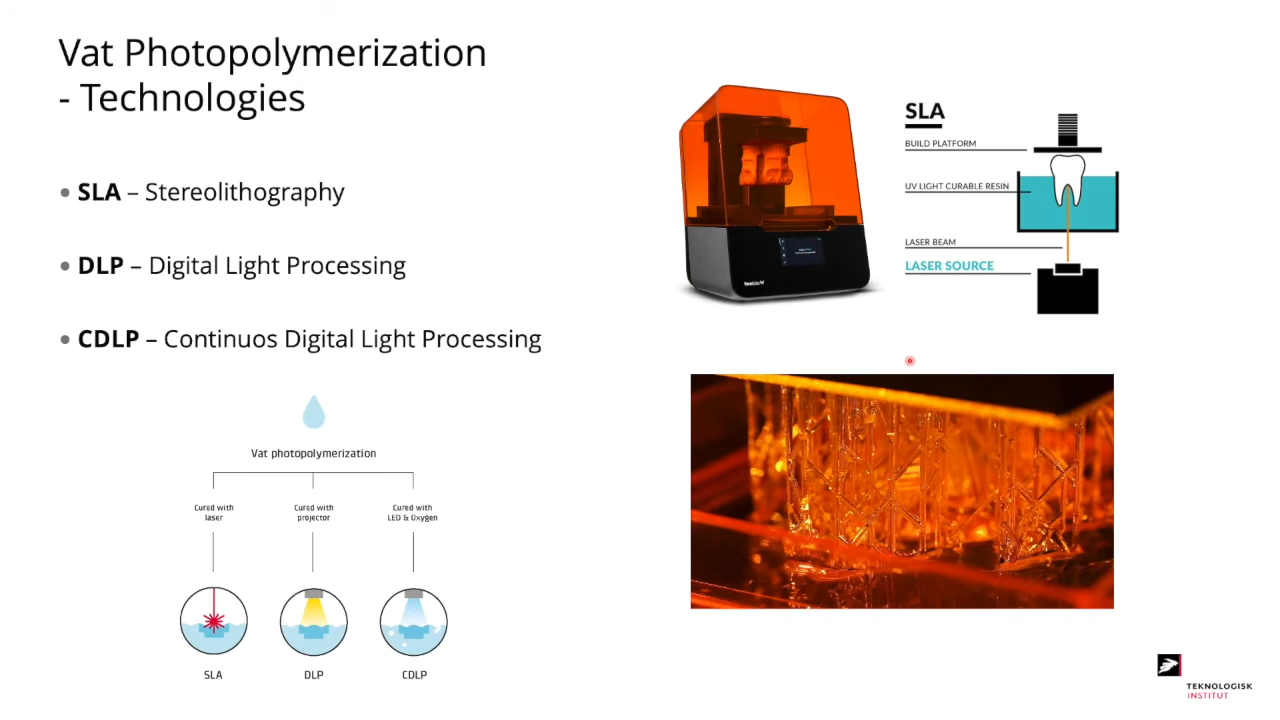 Vat Photopolymerization
- Technologies
• SLA – Stereolithography
• DLP – Digital Light Processing
• CDLP – Continuos Digital Light Processing
Vat photopolymerization
Cured with
laser
Cured with
projector
Cured with
LED & Oxygen
SLA
DLP
CDLP
SLA
BUILD PLATFORM
UV LIGHT CURABLE RESIN
LASER BEAM
LASER SOURCE
TEKNOLOGISK
INSTITUT